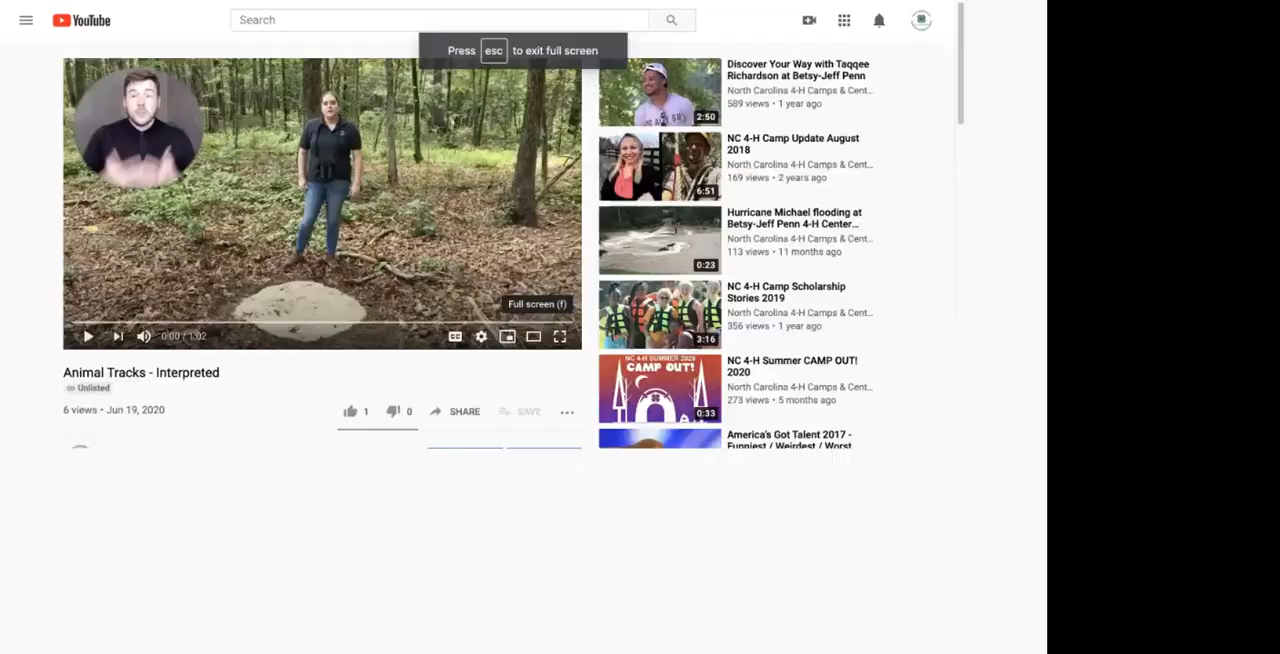 YouTube
Search
Press esc to exit full screen
Full screen (f)
0:00 / 1:02
Animal Tracks - Interpreted
Unlisted
6 views • Jun 19, 2020
1
0
SHARE
SAVE
2:50
Discover Your Way with Taqqee
Richardson at Betsy-Jeff Penn
North Carolina 4-H Camps & Cent...
589 views • 1 year ago
6:51
NC 4-H Camp Update August
2018
North Carolina 4-H Camps & Cent...
169 views • 2 years ago
0:23
Hurricane Michael flooding at
Betsy-Jeff Penn 4-H Center...
North Carolina 4-H Camps & Cent...
113 views • 11 months ago
3:16
NC 4-H Camp Scholarship
Stories 2019
North Carolina 4-H Camps & Cent...
356 views • 1 year ago
NC 4-H SUMMER 2020
CAMP OUT!
0:33
NC 4-H Summer CAMP OUT!
2020
North Carolina 4-H Camps & Cent...
273 views • 5 months ago
America's Got Talent 2017 -
Funniest / Weirdest / Worst